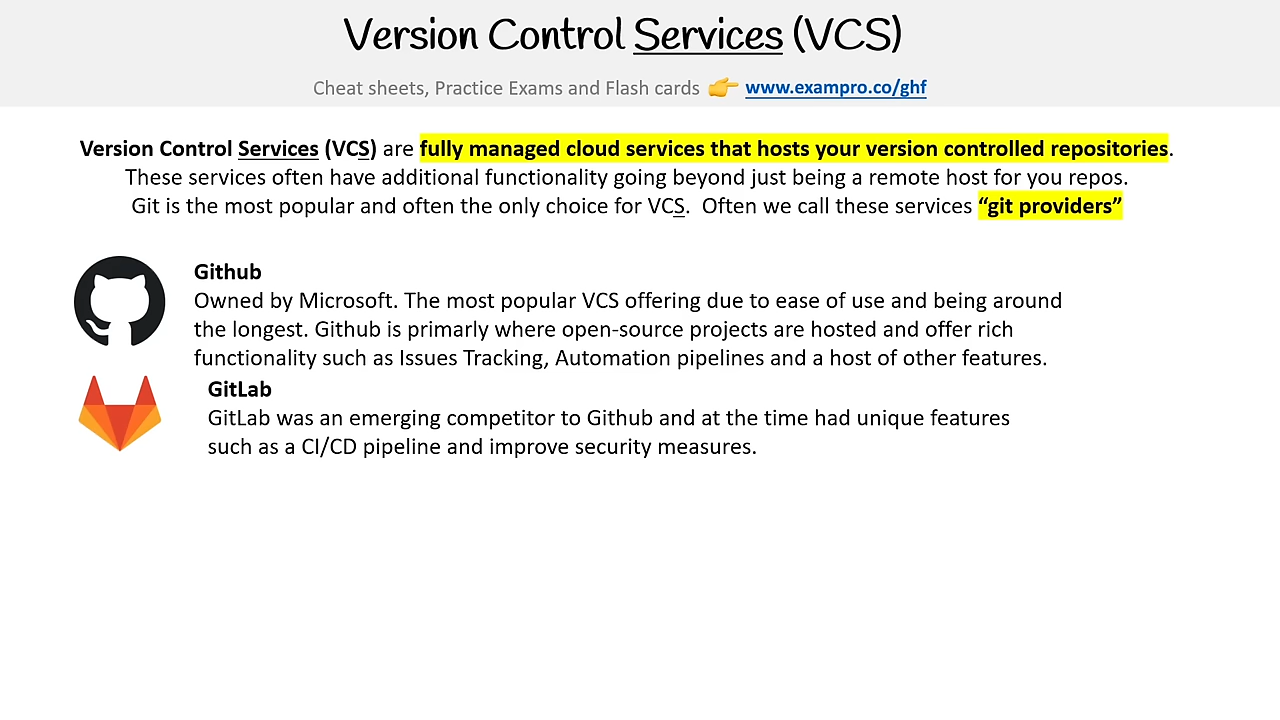 Version Control Services (VCS)
Cheat sheets, Practice Exams and Flash cards 👉 www.exampro.co/ghf
Version Control Services (VCS) are fully managed cloud services that hosts your version controlled repositories.
These services often have additional functionality going beyond just being a remote host for you repos.
Git is the most popular and often the only choice for VCS. Often we call these services “git providers”
Github
Owned by Microsoft. The most popular VCS offering due to ease of use and being around
the longest. Github is primarly where open-source projects are hosted and offer rich
functionality such as Issues Tracking, Automation pipelines and a host of other features.
GitLab
GitLab was an emerging competitor to Github and at the time had unique features
such as a CI/CD pipeline and improve security measures.